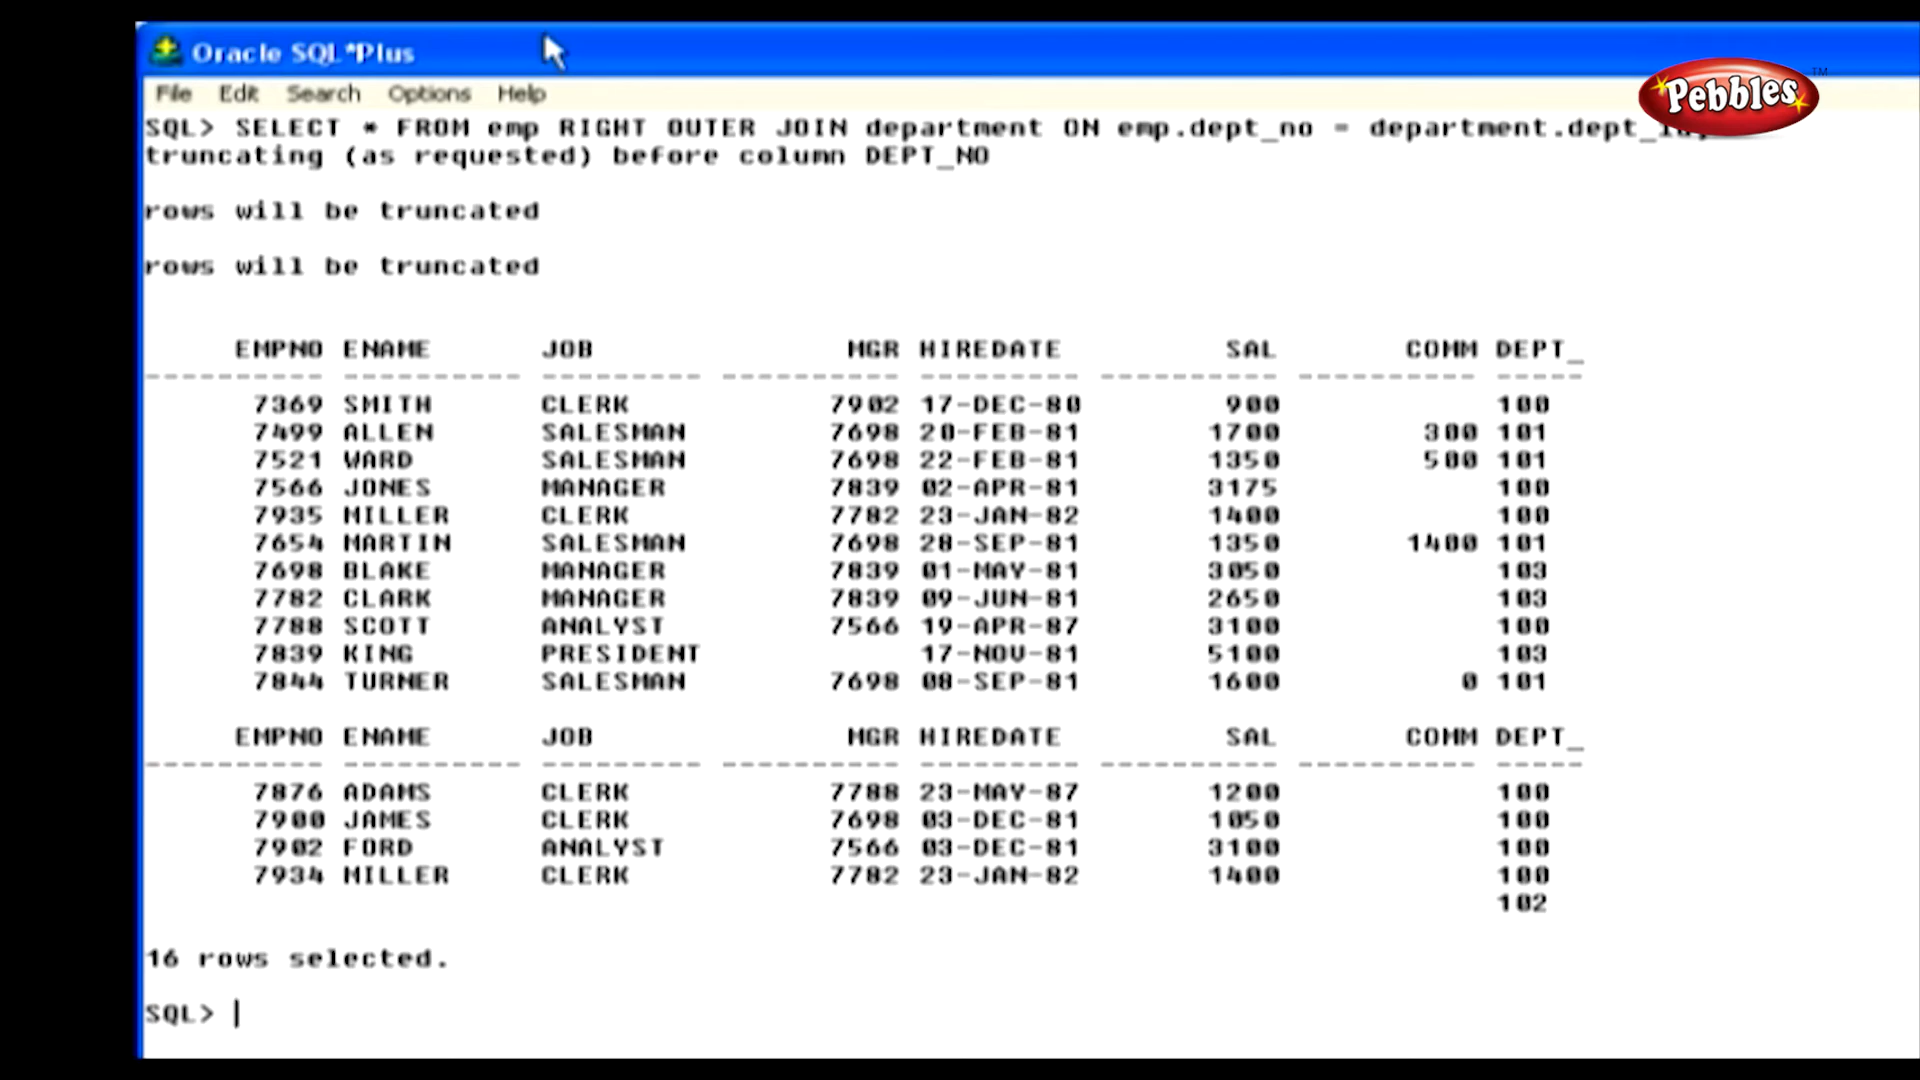 Oracle SQL*Plus
File Edit Search Options Help
Pebbles™
SQL> SELECT * FROM emp RIGHT OUTER JOIN department ON emp.dept_no = department.
truncating (as requested) before column DEPT_NO
rows will be truncated
rows will be truncated
EMPNO ENAME JOB MGR HIREDATE SAL COMM DEPT_
---------- ---------- --------- ---------- --------- ---------- ---------- -----
7369 SMITH CLERK 7902 17-DEC-80 900 100
7499 ALLEN SALESMAN 7698 20-FEB-81 1700 300 101
7521 WARD SALESMAN 7698 22-FEB-81 1350 500 101
7566 JONES MANAGER 7839 02-APR-81 3175 100
7935 MILLER CLERK 7782 23-JAN-82 1400 100
7654 MARTIN SALESMAN 7698 28-SEP-81 1350 1400 101
7698 BLAKE MANAGER 7839 01-MAY-81 3050 103
7782 CLARK MANAGER 7839 09-JUN-81 2650 103
7788 SCOTT ANALYST 7566 19-APR-87 3100 100
7839 KING PRESIDENT 17-NOV-81 5100 103
7844 TURNER SALESMAN 7698 08-SEP-81 1600 0 101
EMPNO ENAME JOB MGR HIREDATE SAL COMM DEPT_
---------- ---------- --------- ---------- --------- ---------- ---------- -----
7876 ADAMS CLERK 7788 23-MAY-87 1200 100
7900 JAMES CLERK 7698 03-DEC-81 1050 100
7902 FORD ANALYST 7566 03-DEC-81 3100 100
7934 MILLER CLERK 7782 23-JAN-82 1400 100
102
16 rows selected.
SQL>